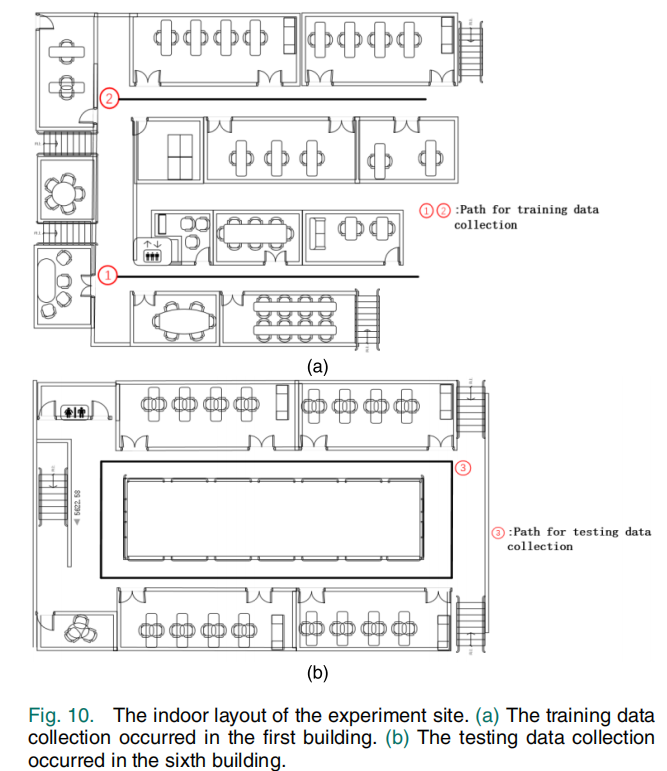 ②
①②:Path for training data
collection
①
(a)
③
5622.58
③:Path for testing data
collection
(b)
Fig. 10. The indoor layout of the experiment site. (a) The training data
collection occurred in the first building. (b) The testing data collection
occurred in the sixth building.